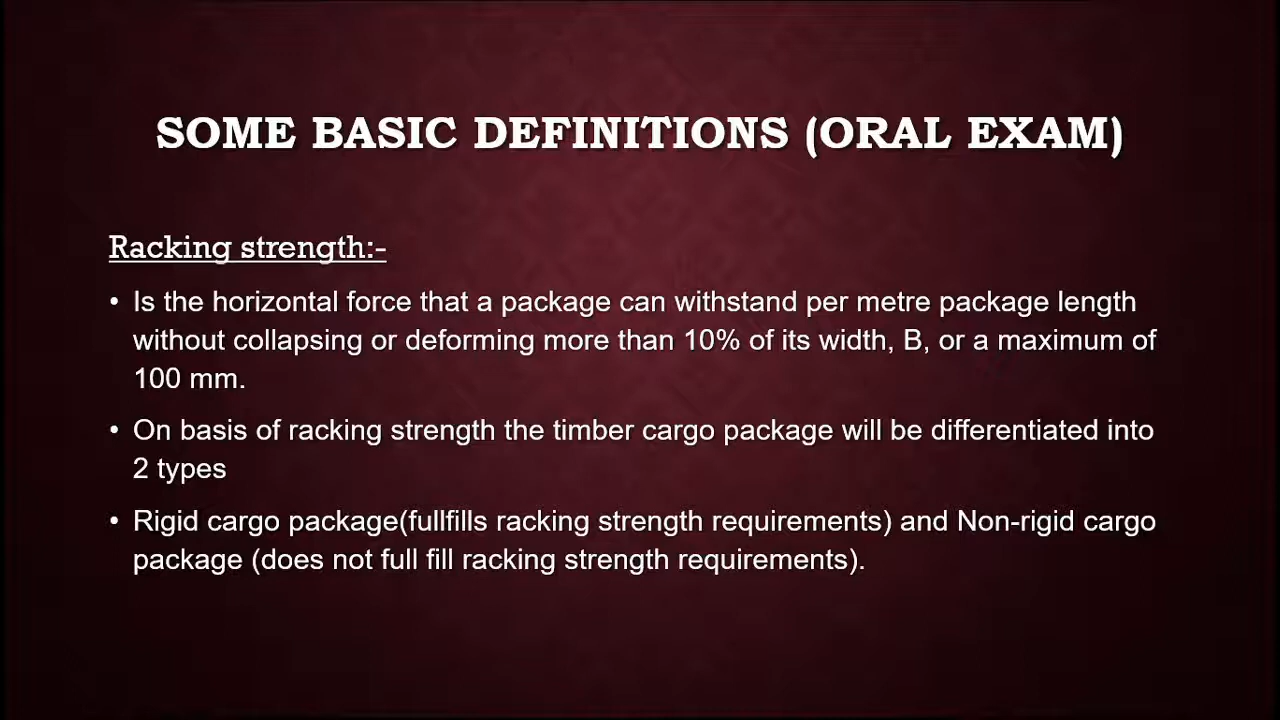 SOME BASIC DEFINITIONS (ORAL EXAM)
Racking strength:-
• Is the horizontal force that a package can withstand per metre package length
without collapsing or deforming more than 10% of its width, B, or a maximum of
100 mm.
• On basis of racking strength the timber cargo package will be differentiated into
2 types
• Rigid cargo package(fullfills racking strength requirements) and Non-rigid cargo
package (does not full fill racking strength requirements).